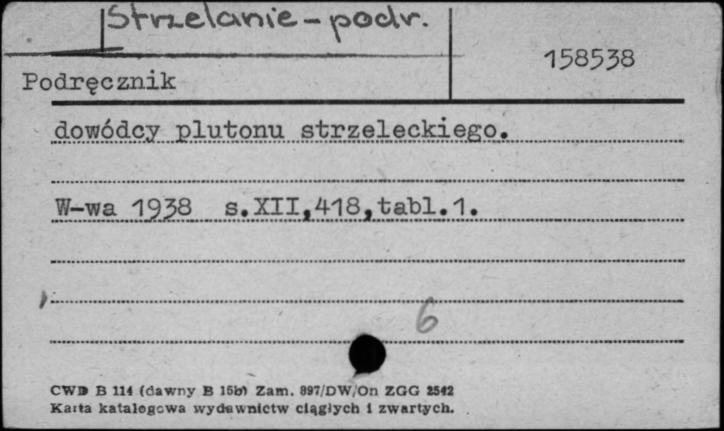 Strzelanie - podr.
158538
Podręcznik
dowódcy plutonu strzeleckiego.
W-wa 1938 s.XII,418,tabl.1.
6
CWD B 114 (dawny B 15b) Zam. 897/DW/On ZGG 2542
Karta katalogowa wydawnictw ciągłych i zwartych.